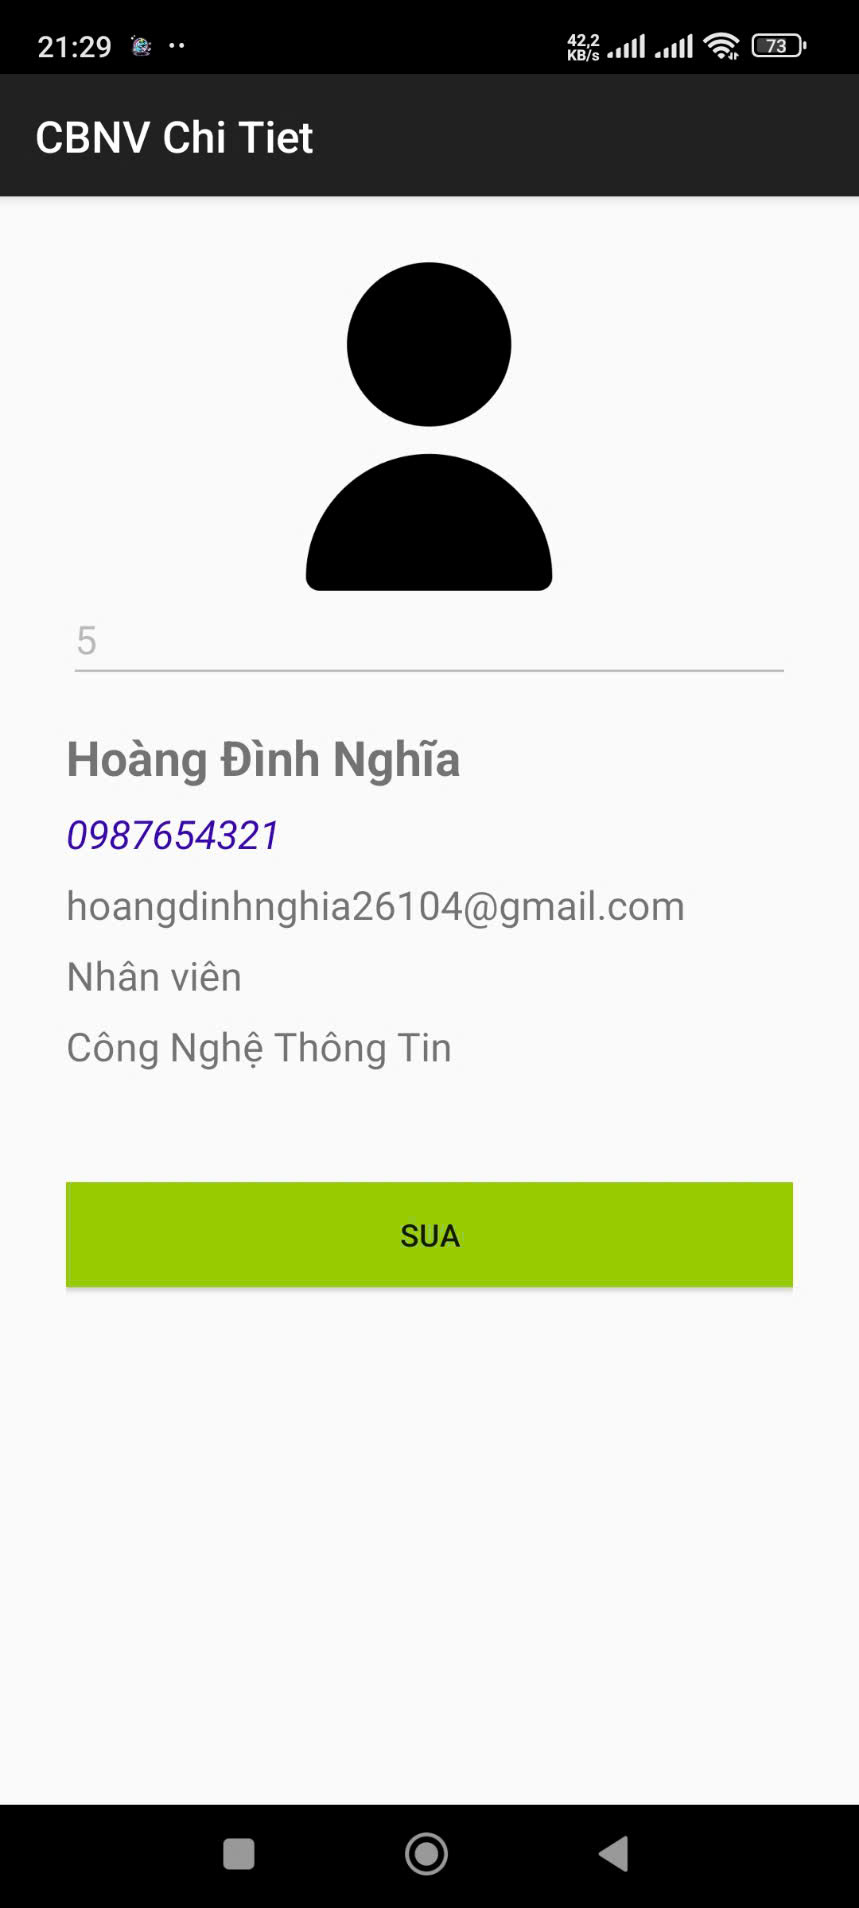 21:29
42,2
KB/s
73
CBNV Chi Tiet
5
Hoàng Đình Nghĩa
0987654321
hoangdinhnghia26104@gmail.com
Nhân viên
Công Nghệ Thông Tin
SUA